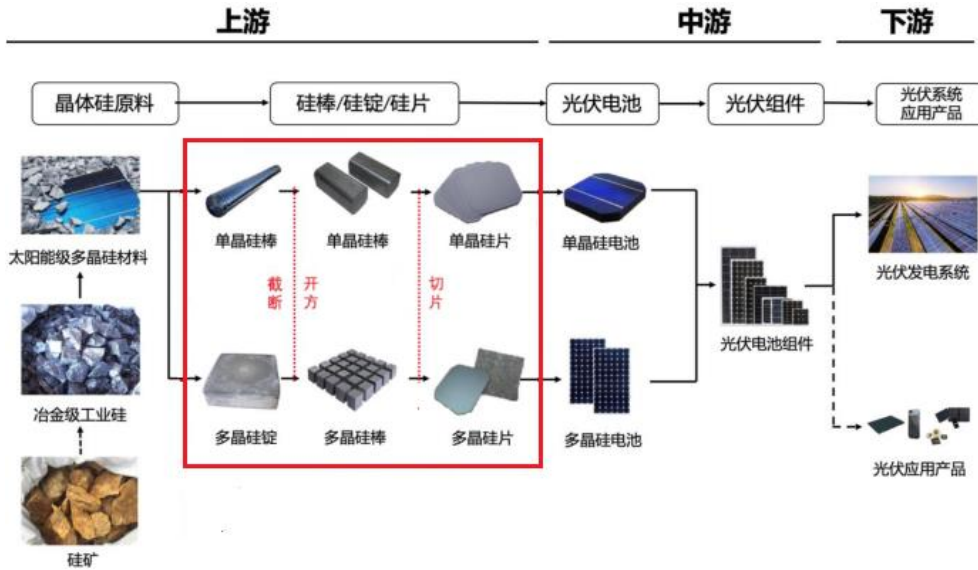 上游
中游
下游
晶体硅原料
硅棒/硅锭/硅片
光伏电池
光伏组件
光伏系统
应用产品
单晶硅棒
单晶硅棒
单晶硅片
单晶硅电池
太阳能级多晶硅材料
光伏发电系统
截断
开方
切片
光伏电池组件
冶金级工业硅
多晶硅锭
多晶硅棒
多晶硅片
多晶硅电池
光伏应用产品
硅矿